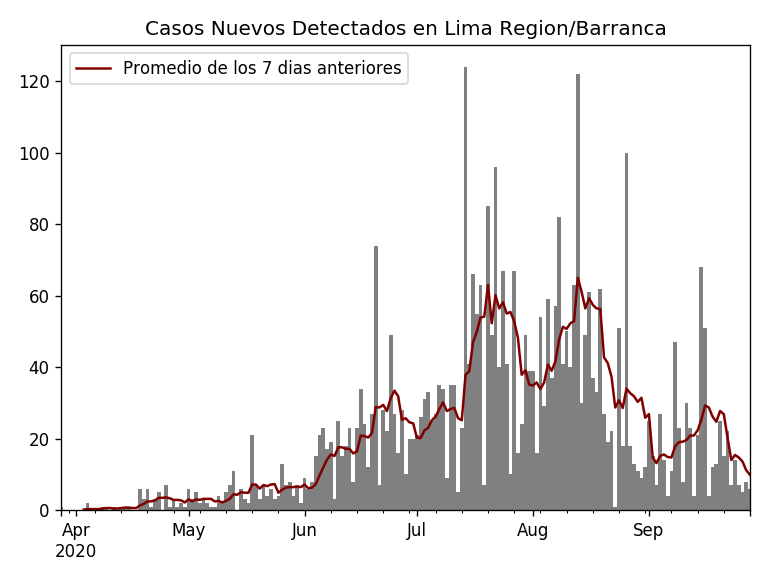 Casos Nuevos Detectados en Lima Region/Barranca
Promedio de los 7 dias anteriores
120
100
80
60
40
20
0
Apr May Jun Jul Aug Sep
2020